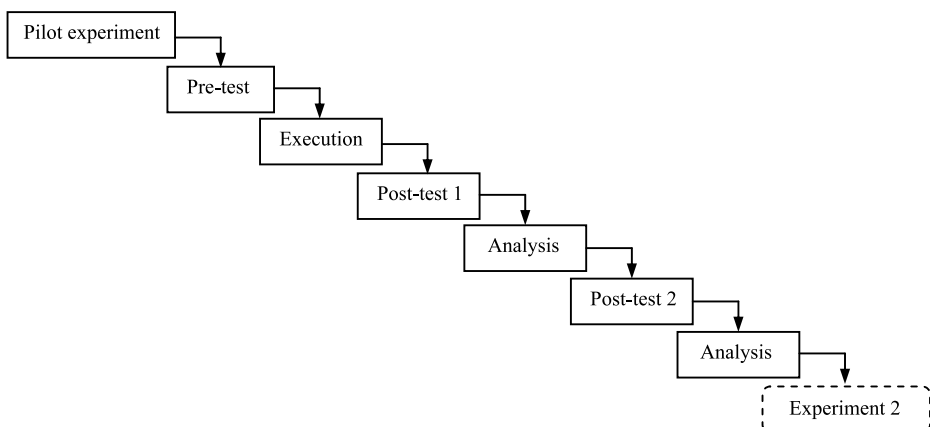 Pilot experiment
Pre-test
Execution
Post-test 1
Analysis
Post-test 2
Analysis
Experiment 2